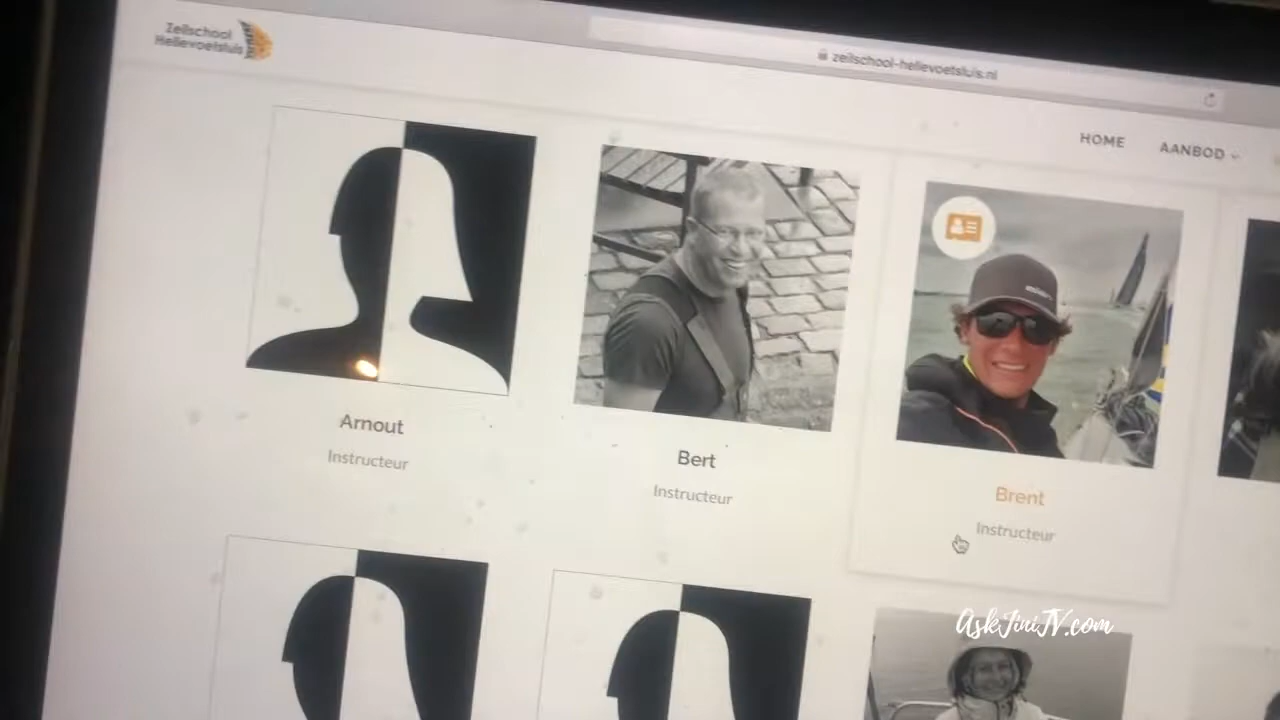 Zeilschool
Hellevoetsluis
zeilschool-hellevoetsluis.nl
HOME
AANBOD
Arnout
Instructeur
Bert
Instructeur
Brent
Instructeur
AskJiniTV.com